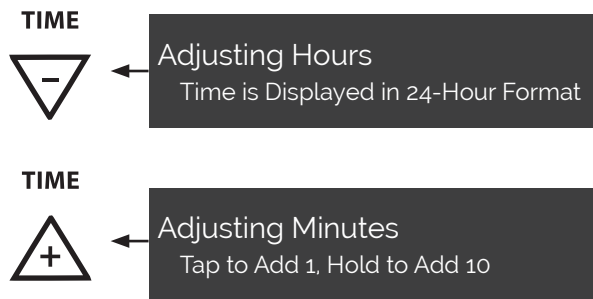 TIME
-
Adjusting Hours
Time is Displayed in 24-Hour Format
TIME
+
Adjusting Minutes
Tap to Add 1, Hold to Add 10